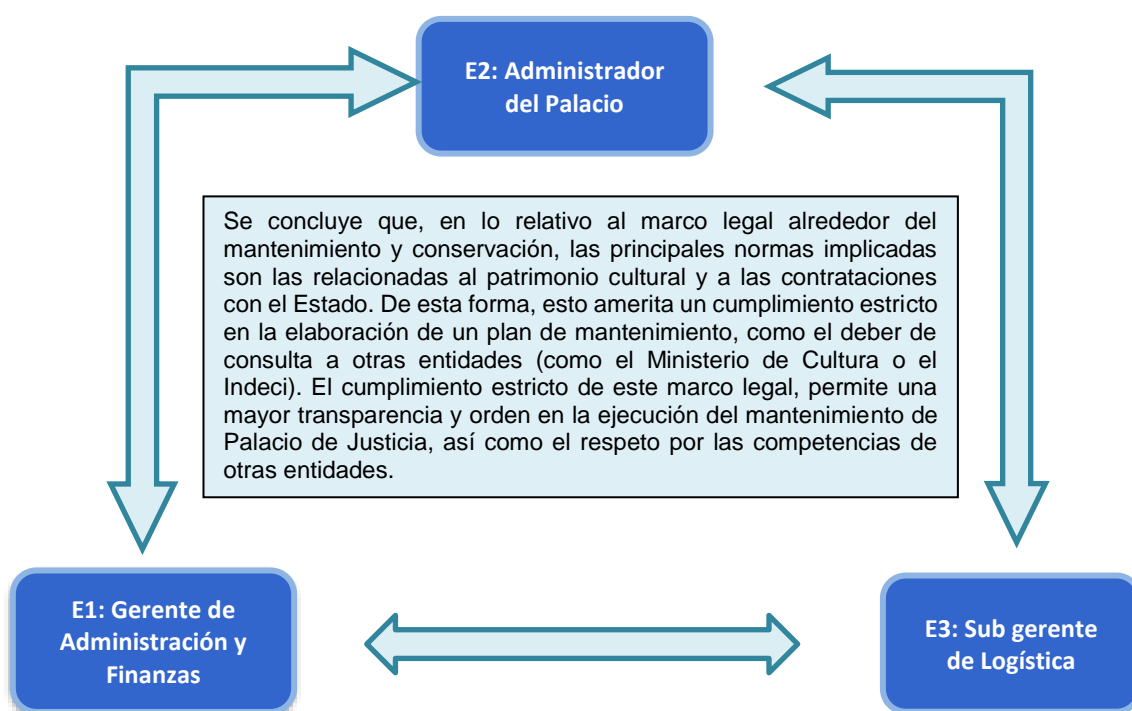 E2: Administrador
del Palacio
Se concluye que, en lo relativo al marco legal alrededor del
mantenimiento y conservación, las principales normas implicadas
son las relacionadas al patrimonio cultural y a las contrataciones
con el Estado. De esta forma, esto amerita un cumplimiento estricto
en la elaboración de un plan de mantenimiento, como el deber de
consulta a otras entidades (como el Ministerio de Cultura o el
Indeci). El cumplimiento estricto de este marco legal, permite una
mayor transparencia y orden en la ejecución del mantenimiento de
Palacio de Justicia, así como el respeto por las competencias de
otras entidades.
E1: Gerente de
Administración y
Finanzas
E3: Sub gerente
de Logística